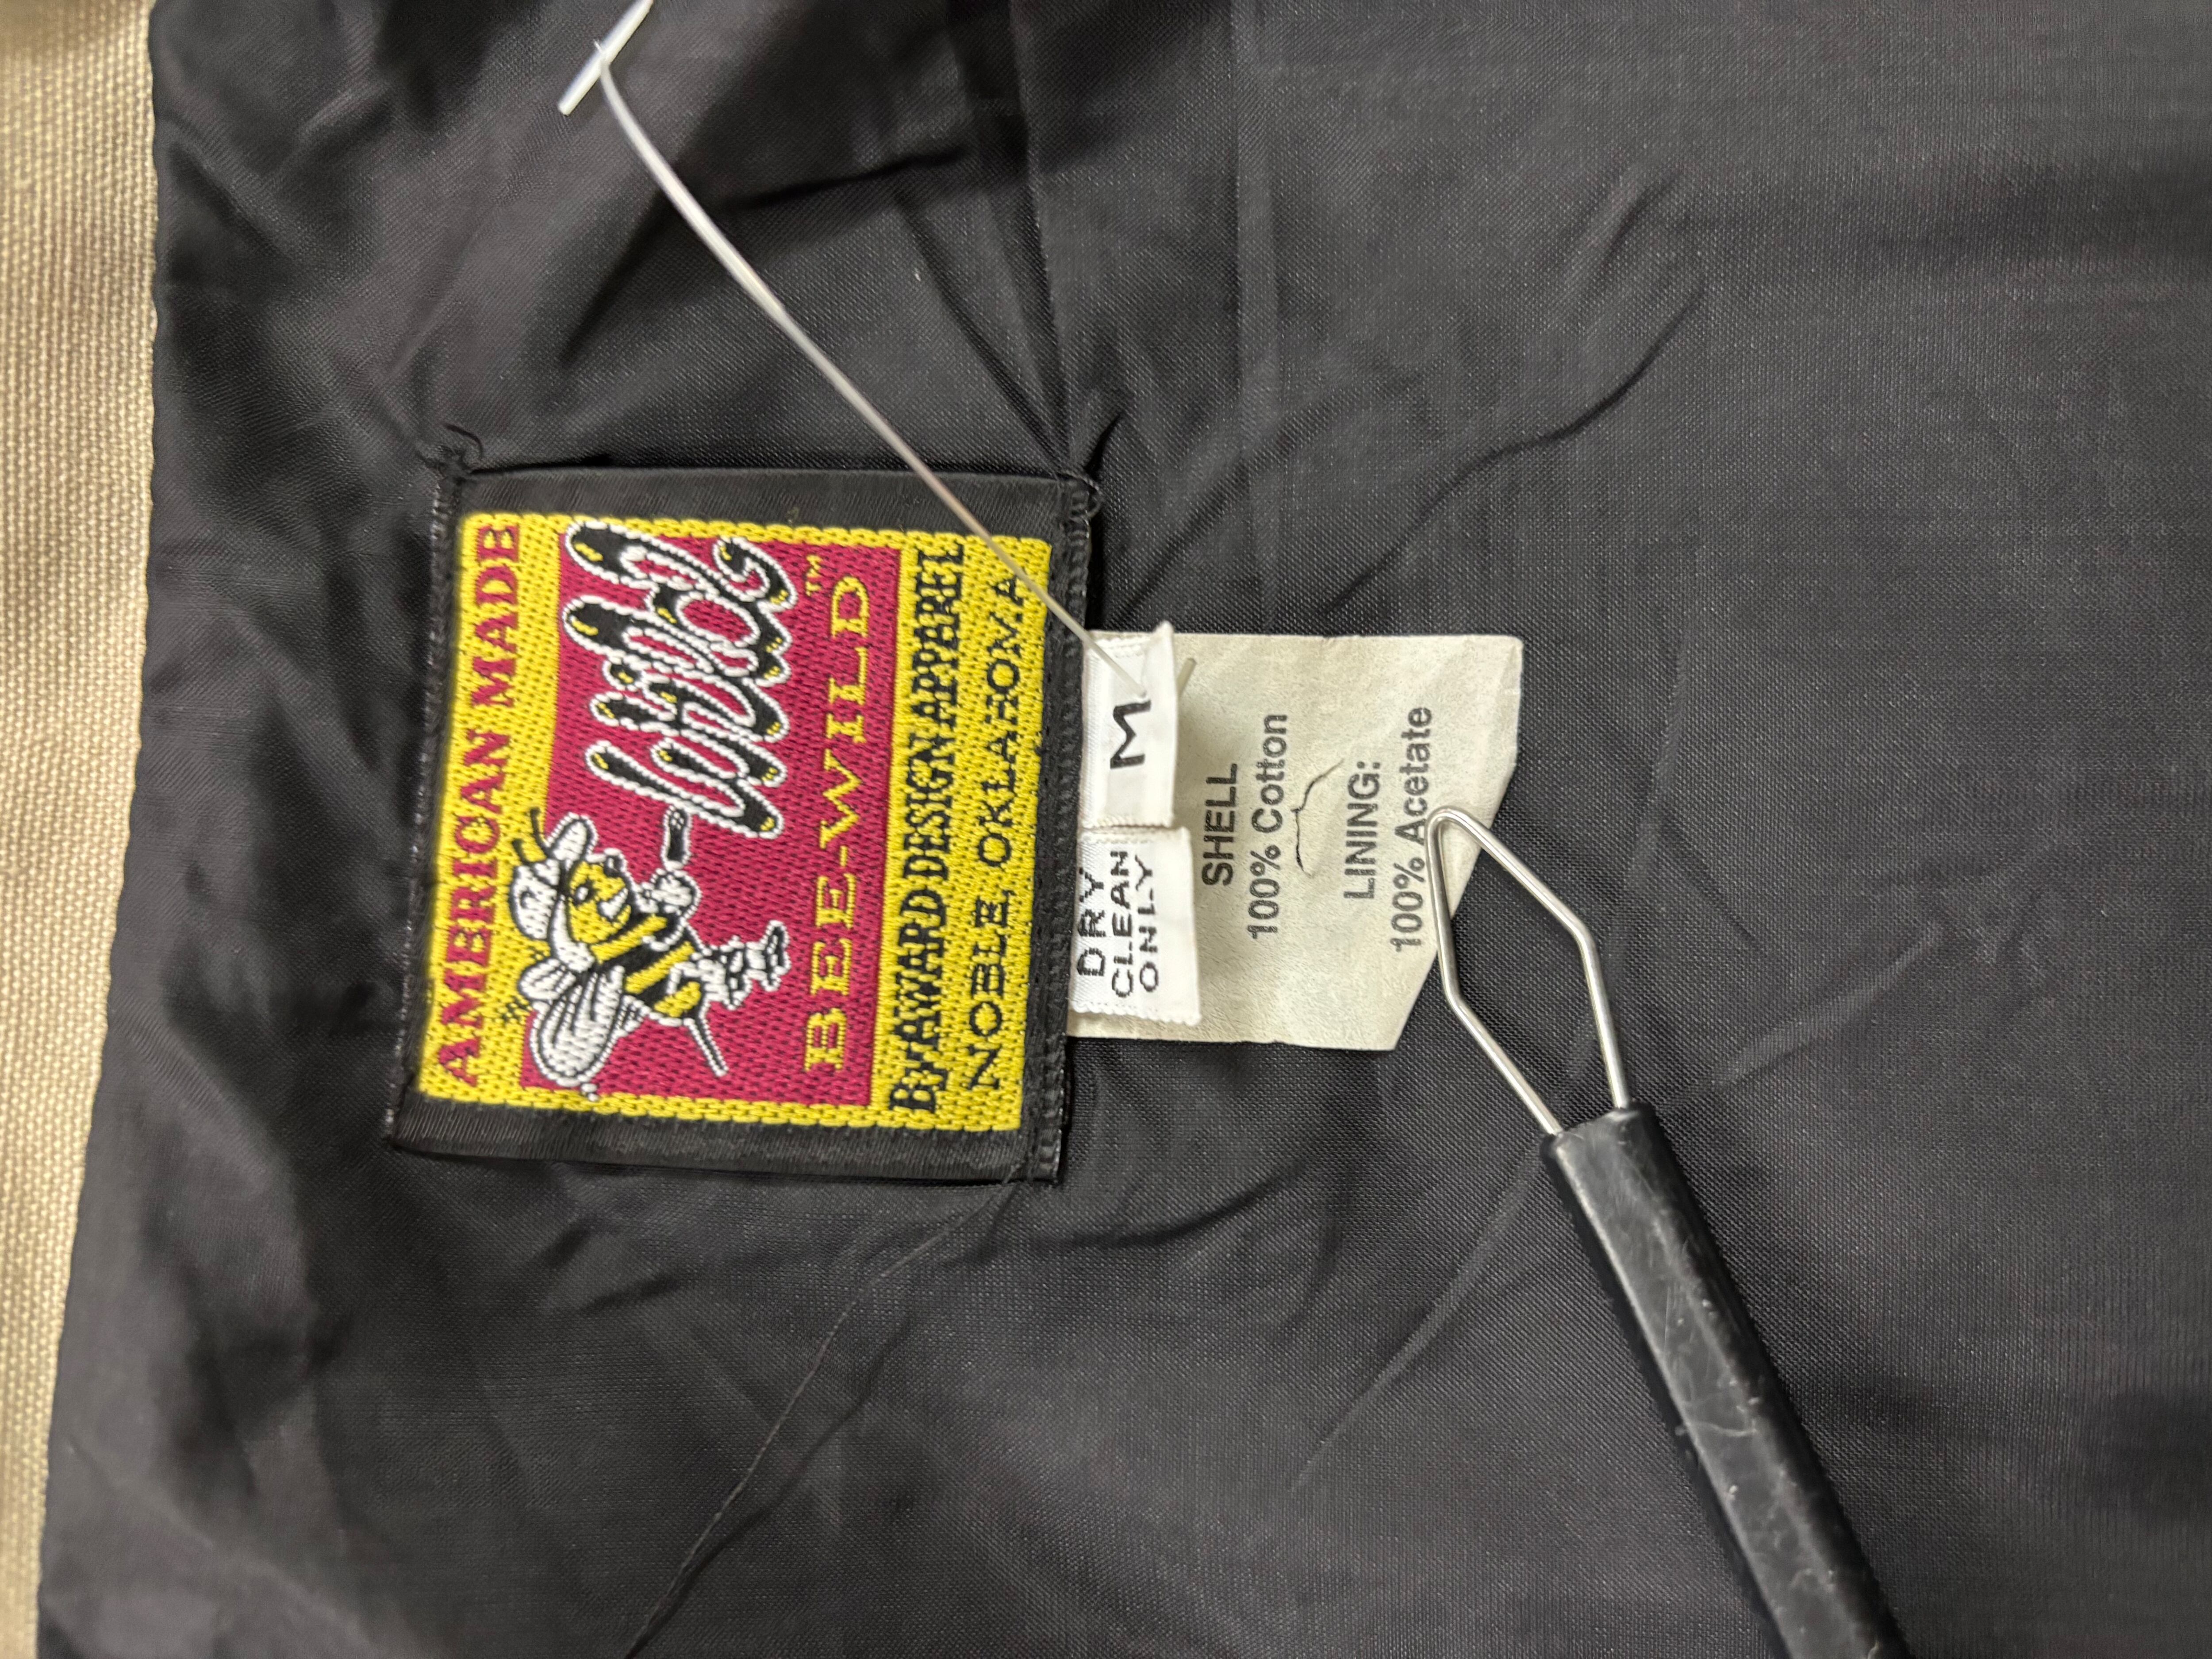 AMERICAN MADE
Wild
BEE-WILD™
By AWARD DESIGN APPAREL
NOBLE, OKLAHOMA
M
DRY
CLEAN
ONLY
SHELL
100% Cotton
LINING:
100% Acetate